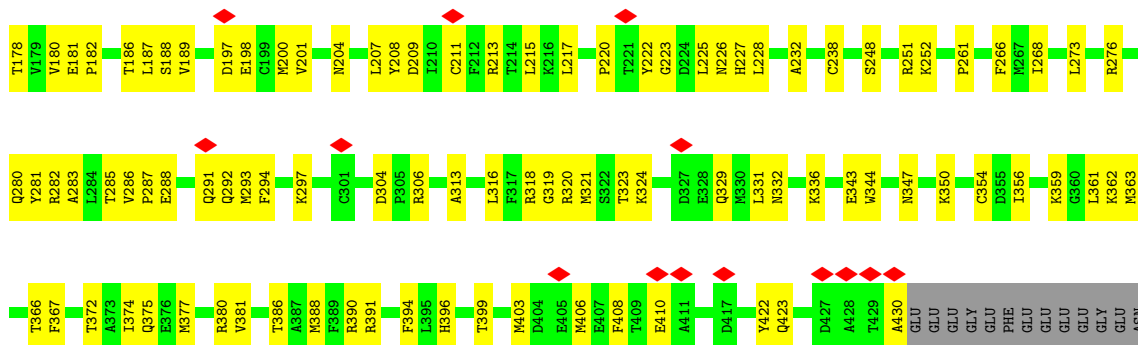 T178 V179 V180 E181 P182 T186 L187 S188 V189 D197 E198 C199 M200 V201 N204 L207 Y208 D209 I210 C211 F212 R213 T214 L215 K216 L217 P220 T221 Y222 G223 D224 L225 N226 H227 L228 A232 C238 S248 R251 K252 P261 F266 M267 I268 L273 R276
Q280 Y281 R282 A283 L284 T285 V286 P287 E288 Q291 Q292 M293 F294 K297 C301 D304 P305 R306 A313 L316 F317 R318 G319 R320 M321 S322 T323 K324 D327 E328 Q329 M330 L331 N332 K336 E343 W344 N347 K350 C354 D355 I356 K359 G360 L361 K362 M363
T366 F367 T372 A373 I374 Q375 E376 M377 R380 V381 T386 A387 M388 F389 R390 R391 F394 L395 H396 T399 M403 D404 E405 M406 E407 F408 T409 E410 A411 D417 Y422 Q423 D427 A428 T429 A430 GLU GLU GLU GLY GLU PHE GLU GLU GLU GLU GLY GLU ASN